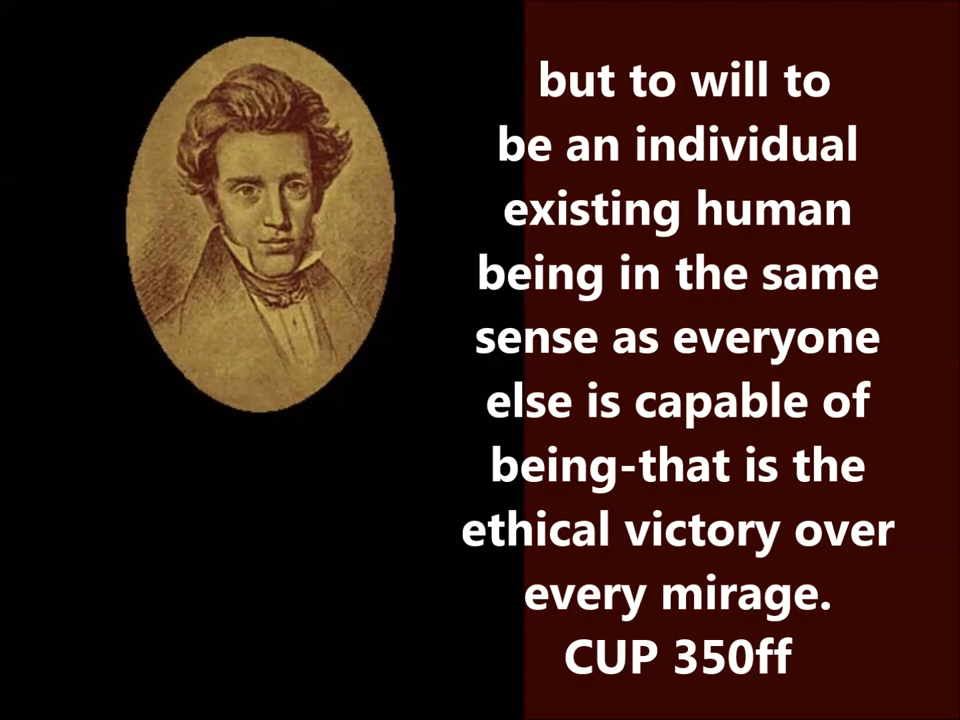 but to will to
be an individual
existing human
being in the same
sense as everyone
else is capable of
being-that is the
ethical victory over
every mirage.
CUP 350ff